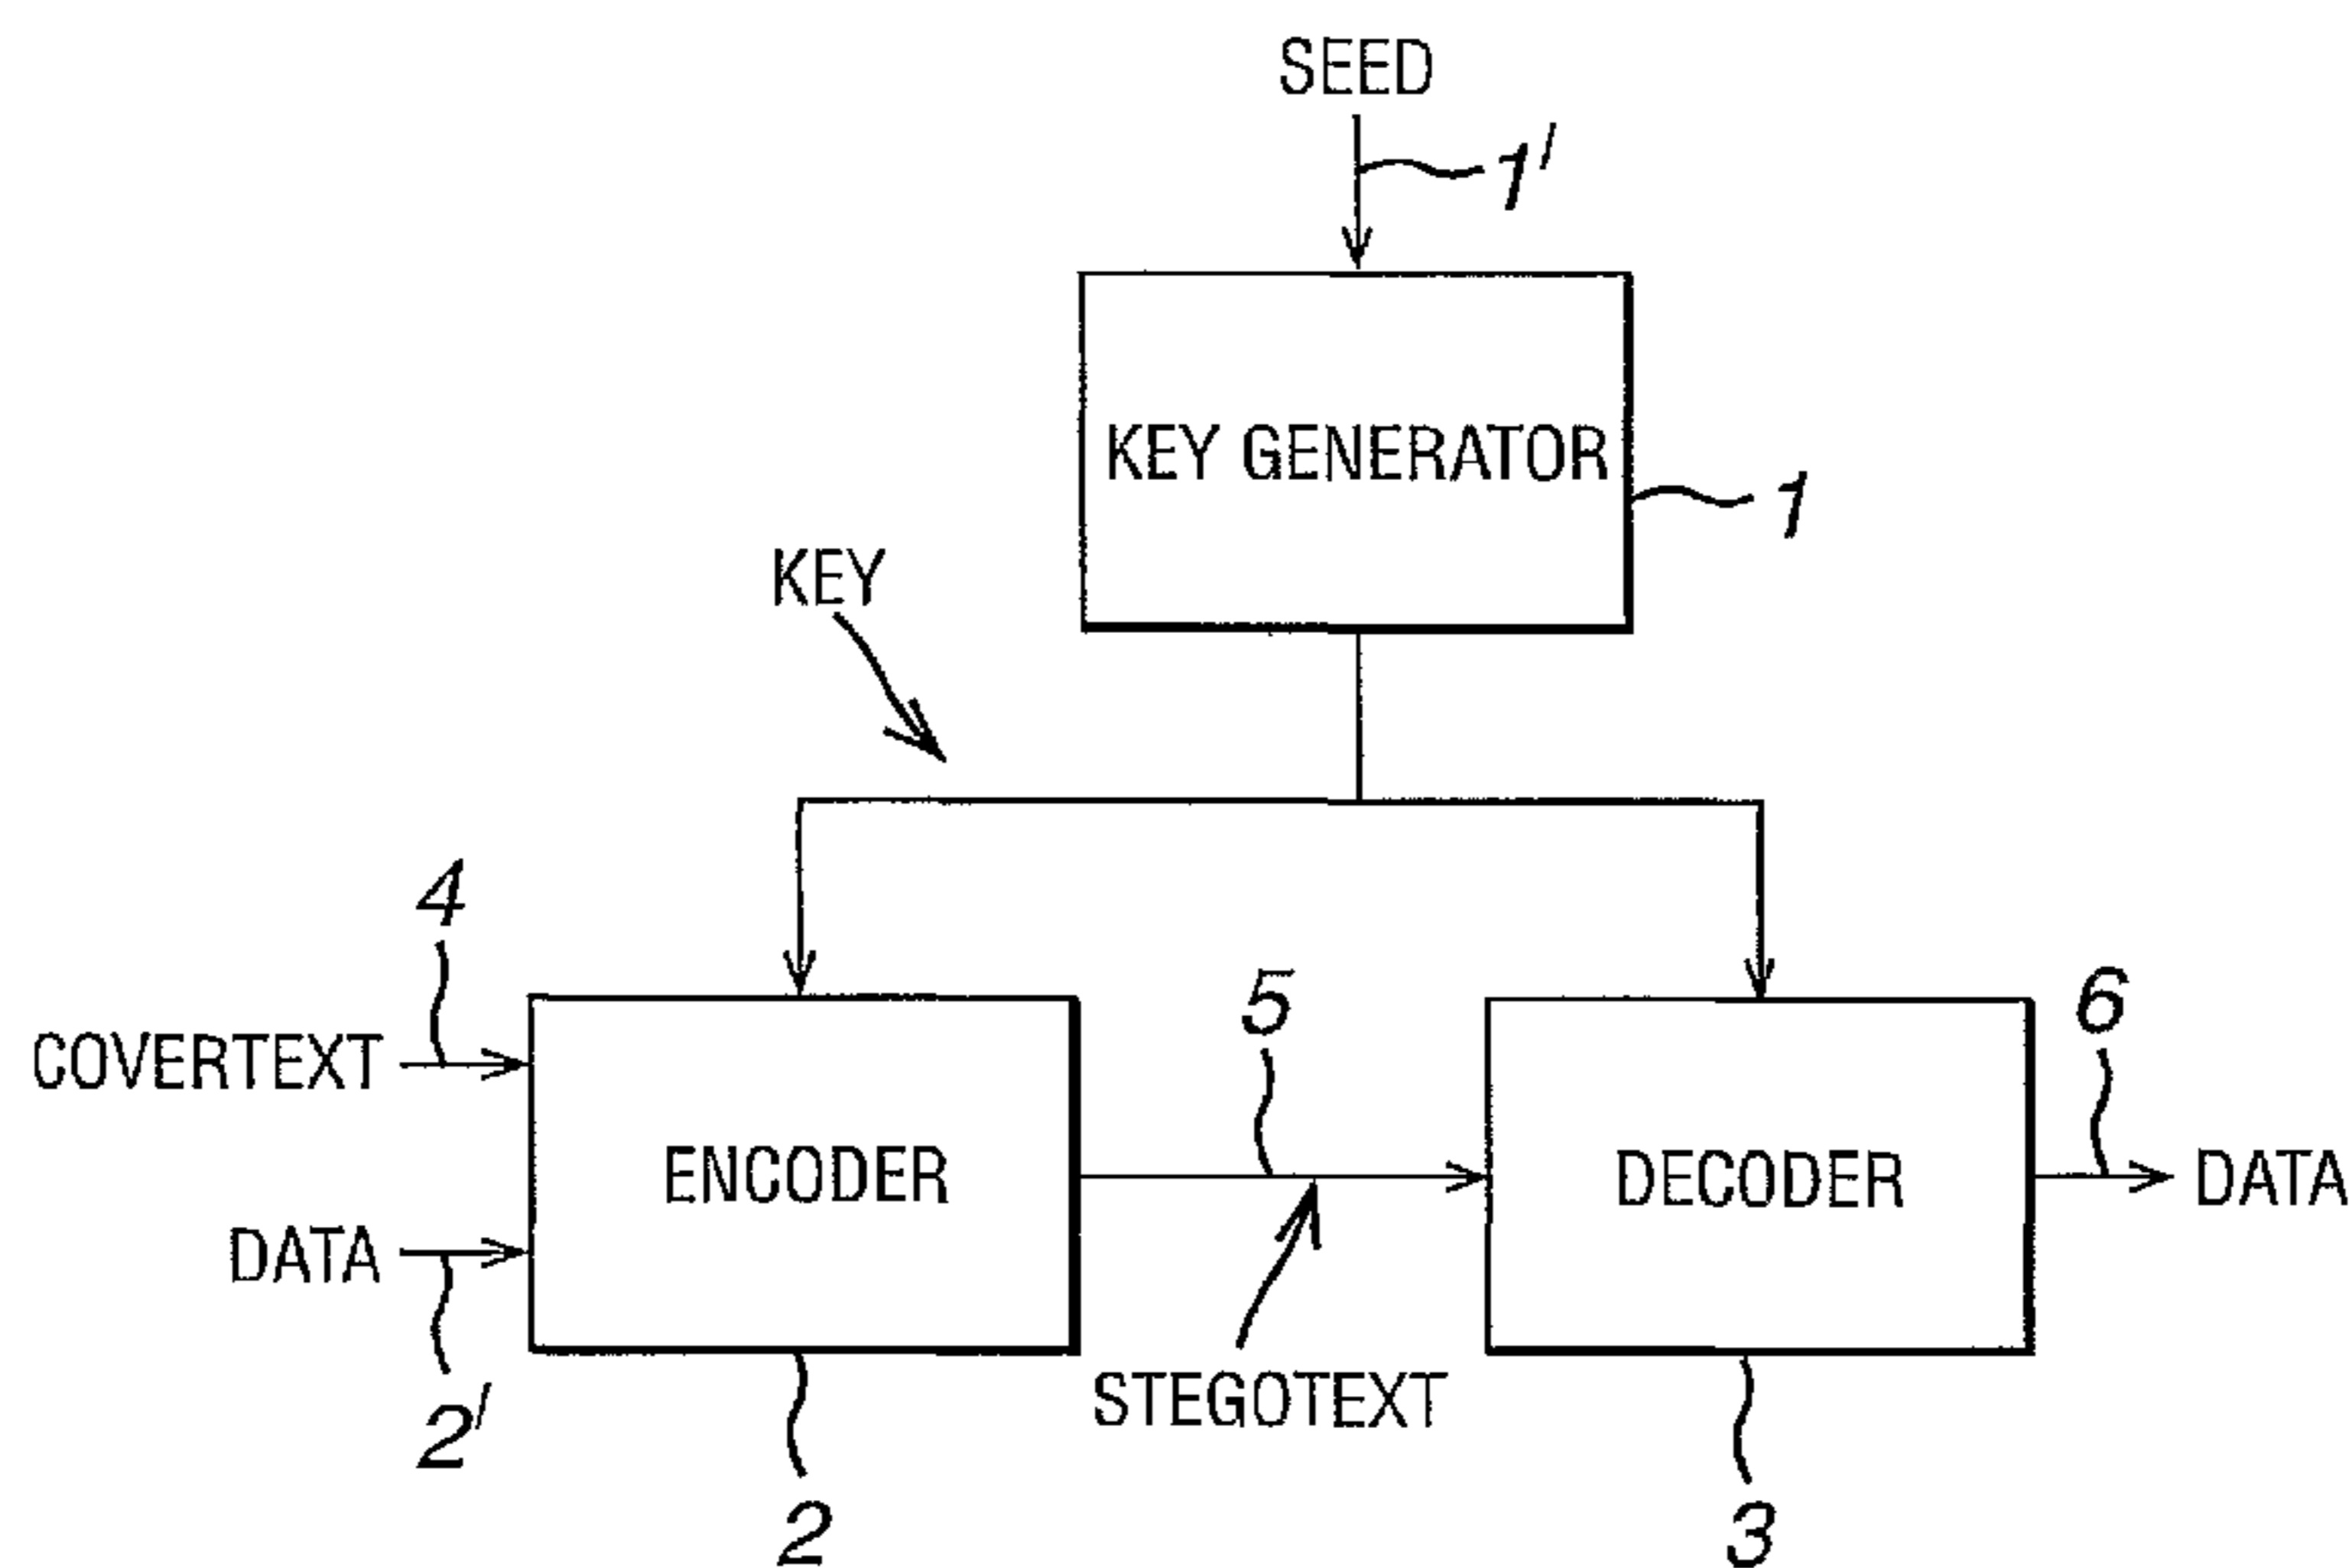 SEED
1'
KEY GENERATOR
1
KEY
4
5
6
COVERTEXT
ENCODER
DECODER
DATA
DATA
2'
STEGOTEXT
2
3